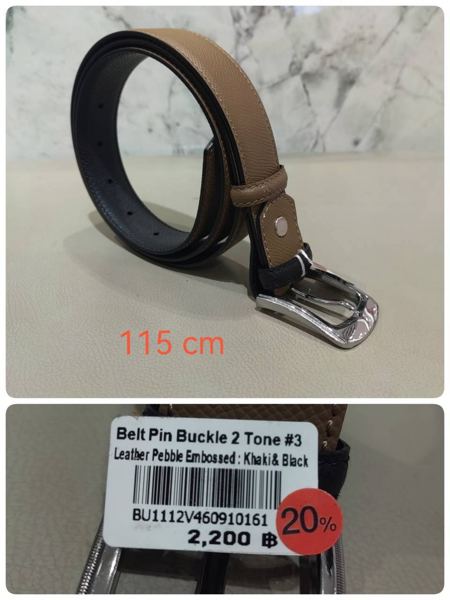 115 cm
Belt Pin Buckle 2 Tone #3
Leather Pebble Embossed : Khaki & Black
BU1112V460910161
20%
2,200 ฿